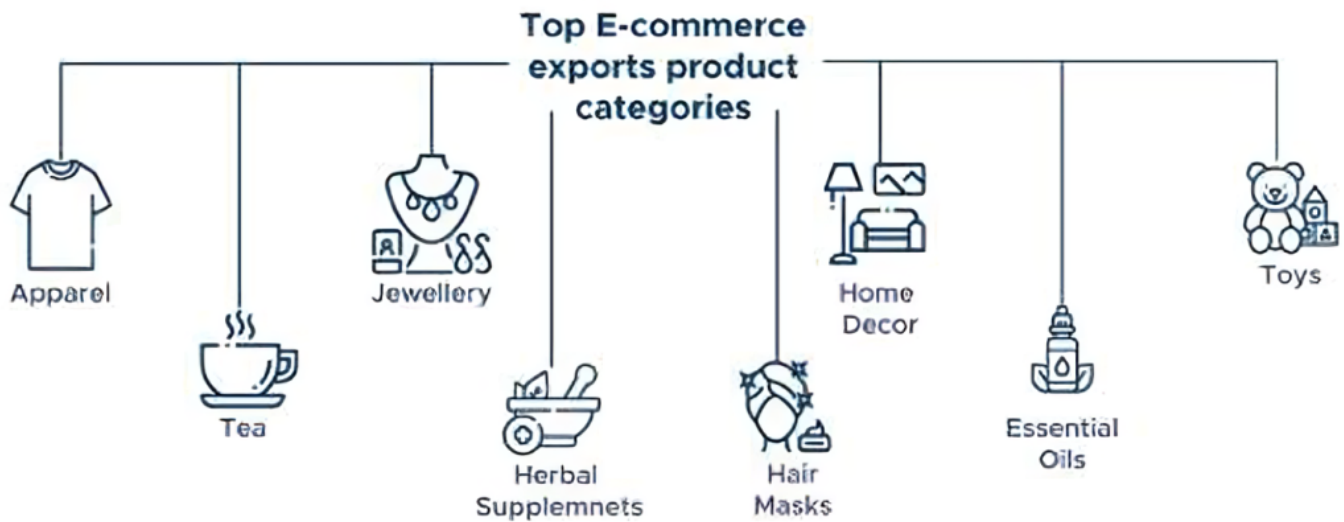 Top E-commerce
exports product
categories
Apparel
Tea
Jewellery
Herbal
Supplemnets
Hair
Masks
Home
Decor
Essential
Oils
Toys